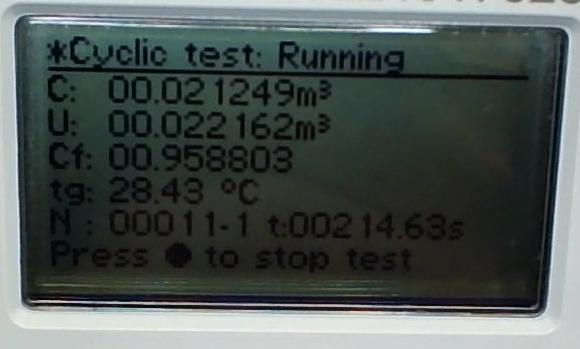 *Cyclic test: Running
C: 00.021249m³
U: 00.022162m³
Cf: 00.958803
tg: 28.43 °C
N : 00011-1 t:00214.63s
Press ● to stop test